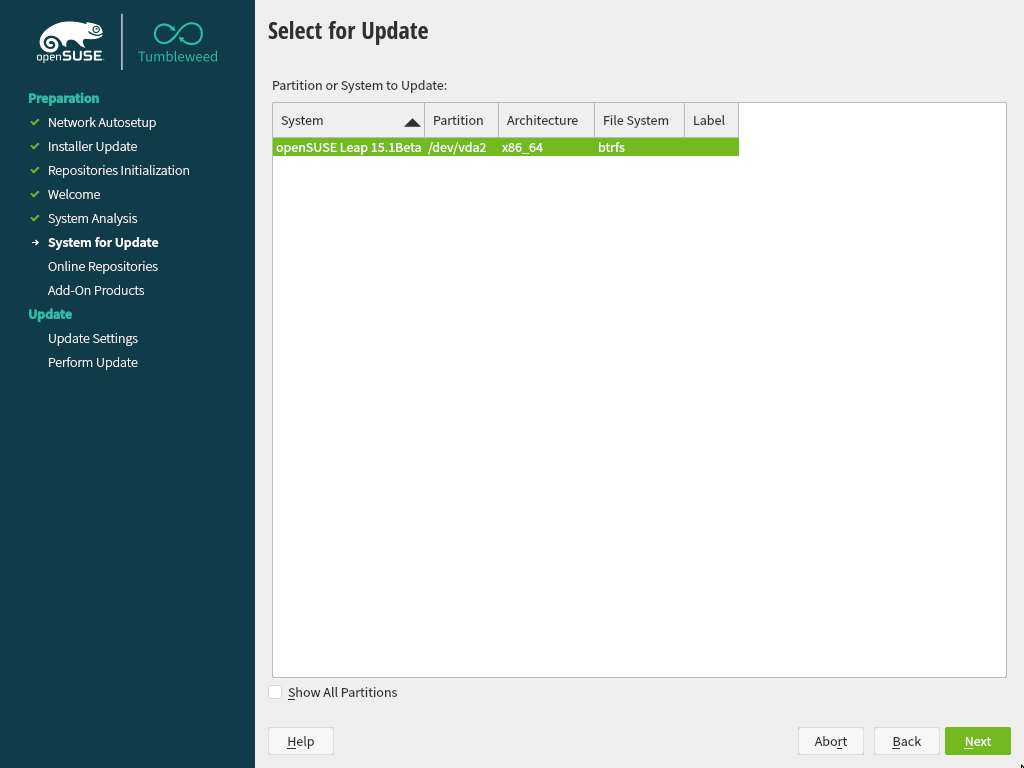 openSUSE
Tumbleweed
Preparation
Network Autosetup
Installer Update
Repositories Initialization
Welcome
System Analysis
System for Update
Online Repositories
Add-On Products
Update
Update Settings
Perform Update
Select for Update
Partition or System to Update:
System Partition Architecture File System Label
openSUSE Leap 15.1Beta /dev/vda2 x86_64 btrfs
Show All Partitions
Help Abort Back Next